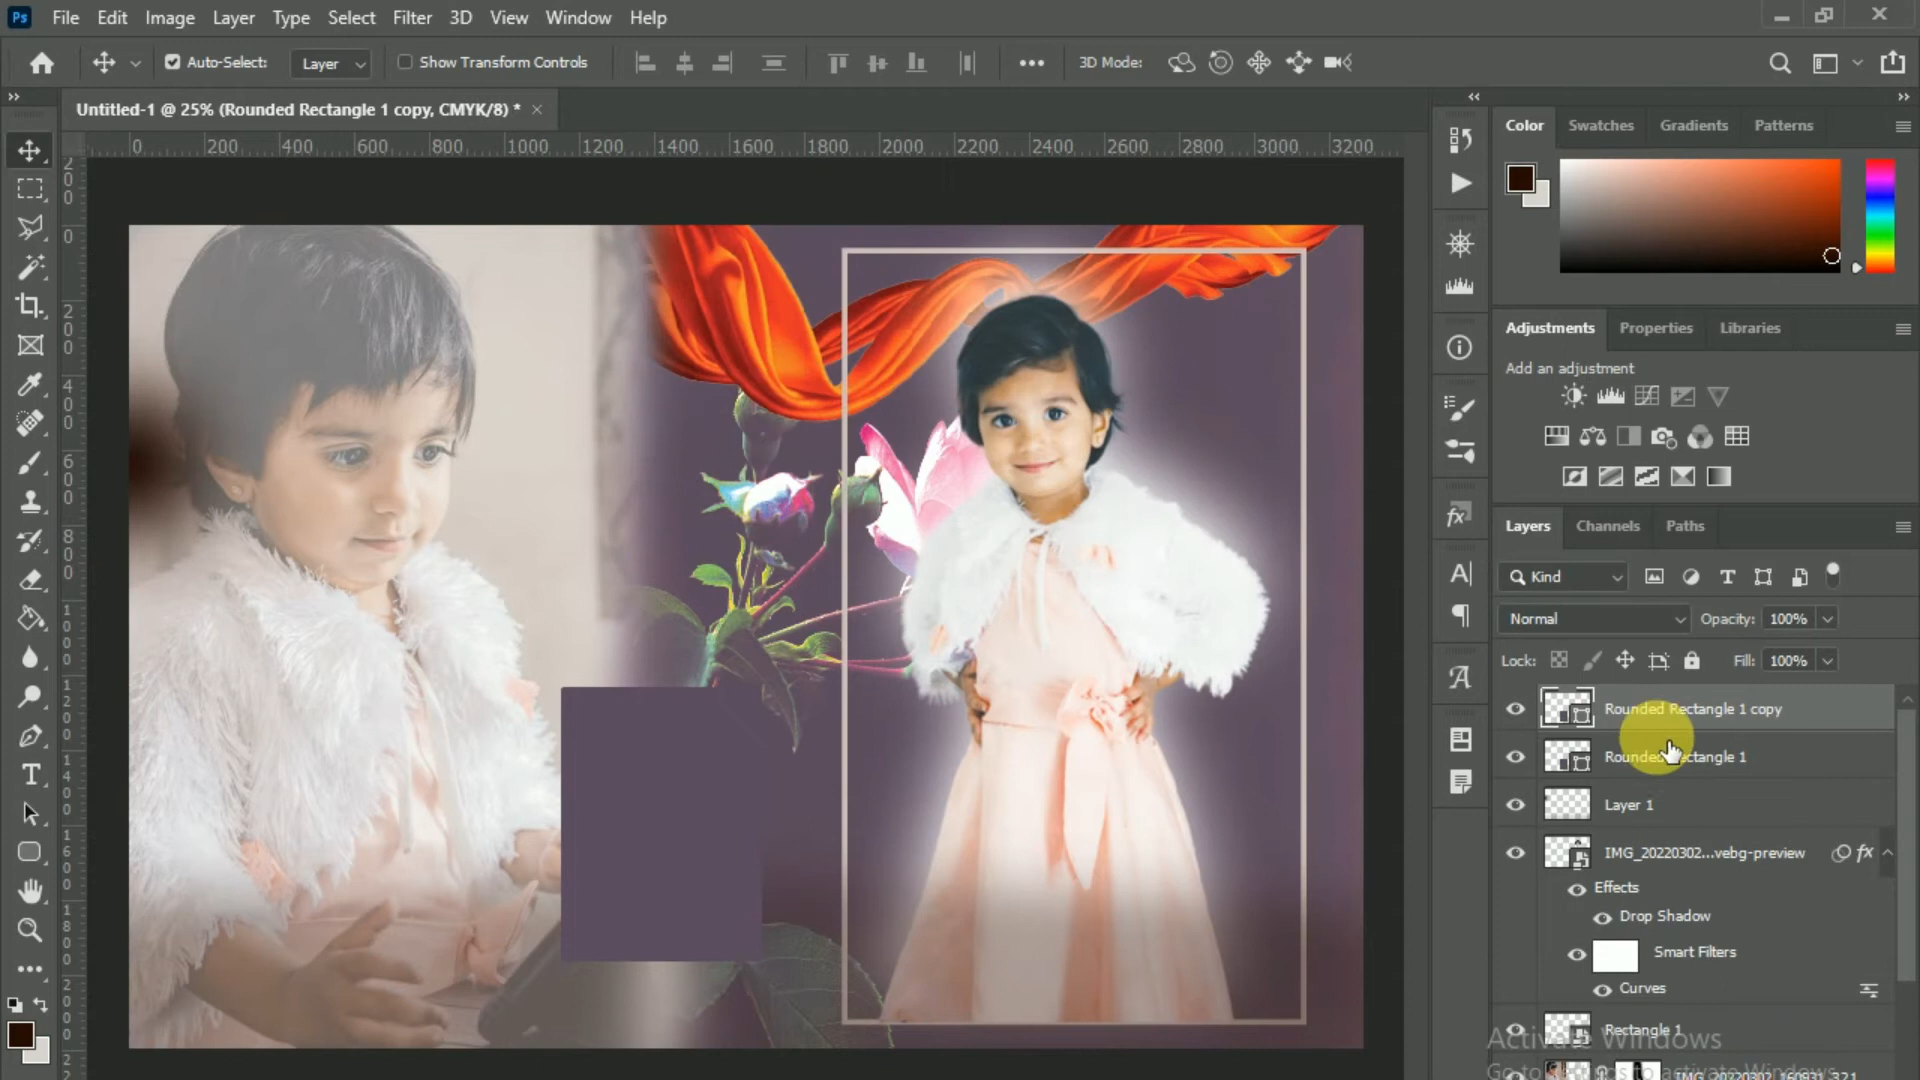 Ps File Edit Image Layer Type Select Filter 3D View Window Help
Auto-Select: Layer Show Transform Controls 3D Mode:
Untitled-1 @ 25% (Rounded Rectangle 1 copy, CMYK/8) *
0 200 400 600 800 1000 1200 1400 1600 1800 2000 2200 2400 2600 2800 3000 3200
Color Swatches Gradients Patterns
Adjustments Properties Libraries
Add an adjustment
Layers Channels Paths
Kind
Normal Opacity: 100%
Lock: Fill: 100%
Rounded Rectangle 1 copy
Rounded Rectangle 1
Layer 1
IMG_20220302...vebg-preview fx
Effects
Drop Shadow
Smart Filters
Curves
Rectangle 1
Activate Windows